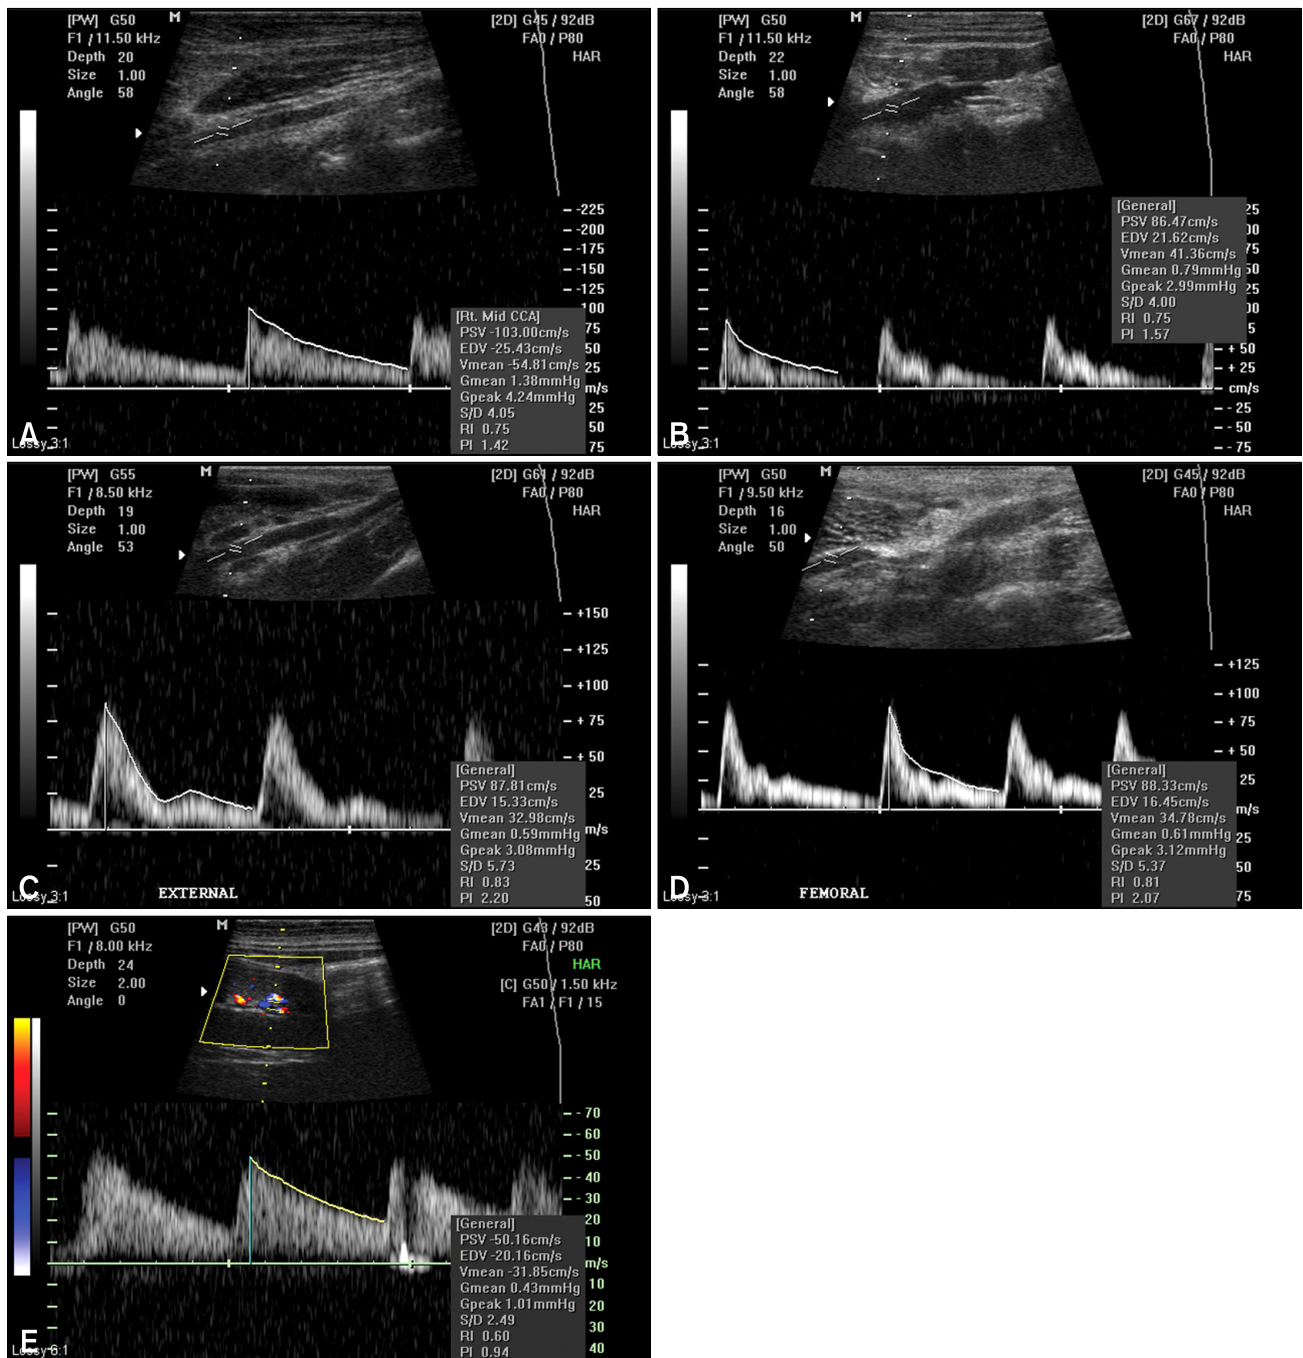 [PW] G50
F1 / 11.50 kHz
Depth 20
Size 1.00
Angle 58
M
[2D] G45 / 92dB
FA0 / P80
HAR
-225
-200
-175
-150
-125
100
75
50
25
m/s
25
50
75
[Rt. Mid CCA]
PSV -103.00cm/s
EDV -25.43cm/s
Vmean -54.81cm/s
Gmean 1.38mmHg
Gpeak 4.24mmHg
S/D 4.05
RI 0.75
PI 1.42
A
Lossy 3:1
[PW] G50
F1 / 11.50 kHz
Depth 22
Size 1.00
Angle 58
M
[2D] G67 / 92dB
FA0 / P80
HAR
[General]
PSV 86.47cm/s
EDV 21.62cm/s
Vmean 41.36cm/s
Gmean 0.79mmHg
Gpeak 2.99mmHg
S/D 4.00
RI 0.75
PI 1.57
25
00
75
50
25
00
75
+ 50
+ 25
cm/s
- 25
- 50
- 75
B
Lossy 3:1
[PW] G55
F1 / 8.50 kHz
Depth 19
Size 1.00
Angle 53
M
[2D] G69 / 92dB
FA0 / P80
HAR
+150
+125
+100
+ 75
+ 50
25
m/s
25
50
[General]
PSV 87.81cm/s
EDV 15.33cm/s
Vmean 32.98cm/s
Gmean 0.59mmHg
Gpeak 3.08mmHg
S/D 5.73
RI 0.83
PI 2.20
C
Lossy 3:1
EXTERNAL
[PW] G50
F1 / 9.50 kHz
Depth 16
Size 1.00
Angle 50
M
[2D] G45 / 92dB
FA0 / P80
HAR
+125
+100
+ 75
+ 50
25
m/s
25
50
75
[General]
PSV 88.33cm/s
EDV 16.45cm/s
Vmean 34.78cm/s
Gmean 0.61mmHg
Gpeak 3.12mmHg
S/D 5.37
RI 0.81
PI 2.07
D
Lossy 3:1
FEMORAL
[PW] G50
F1 / 8.00 kHz
Depth 24
Size 2.00
Angle 0
M
[2D] G43 / 92dB
FA0 / P80
HAR
[C] G50 / 1.50 kHz
FA1 / F1 / 15
- 70
- 60
- 50
- 40
- 30
20
10
m/s
10
20
30
40
[General]
PSV -50.16cm/s
EDV -20.16cm/s
Vmean -31.85cm/s
Gmean 0.43mmHg
Gpeak 1.01mmHg
S/D 2.49
RI 0.60
PI 0.94
E
Lossy 6:1